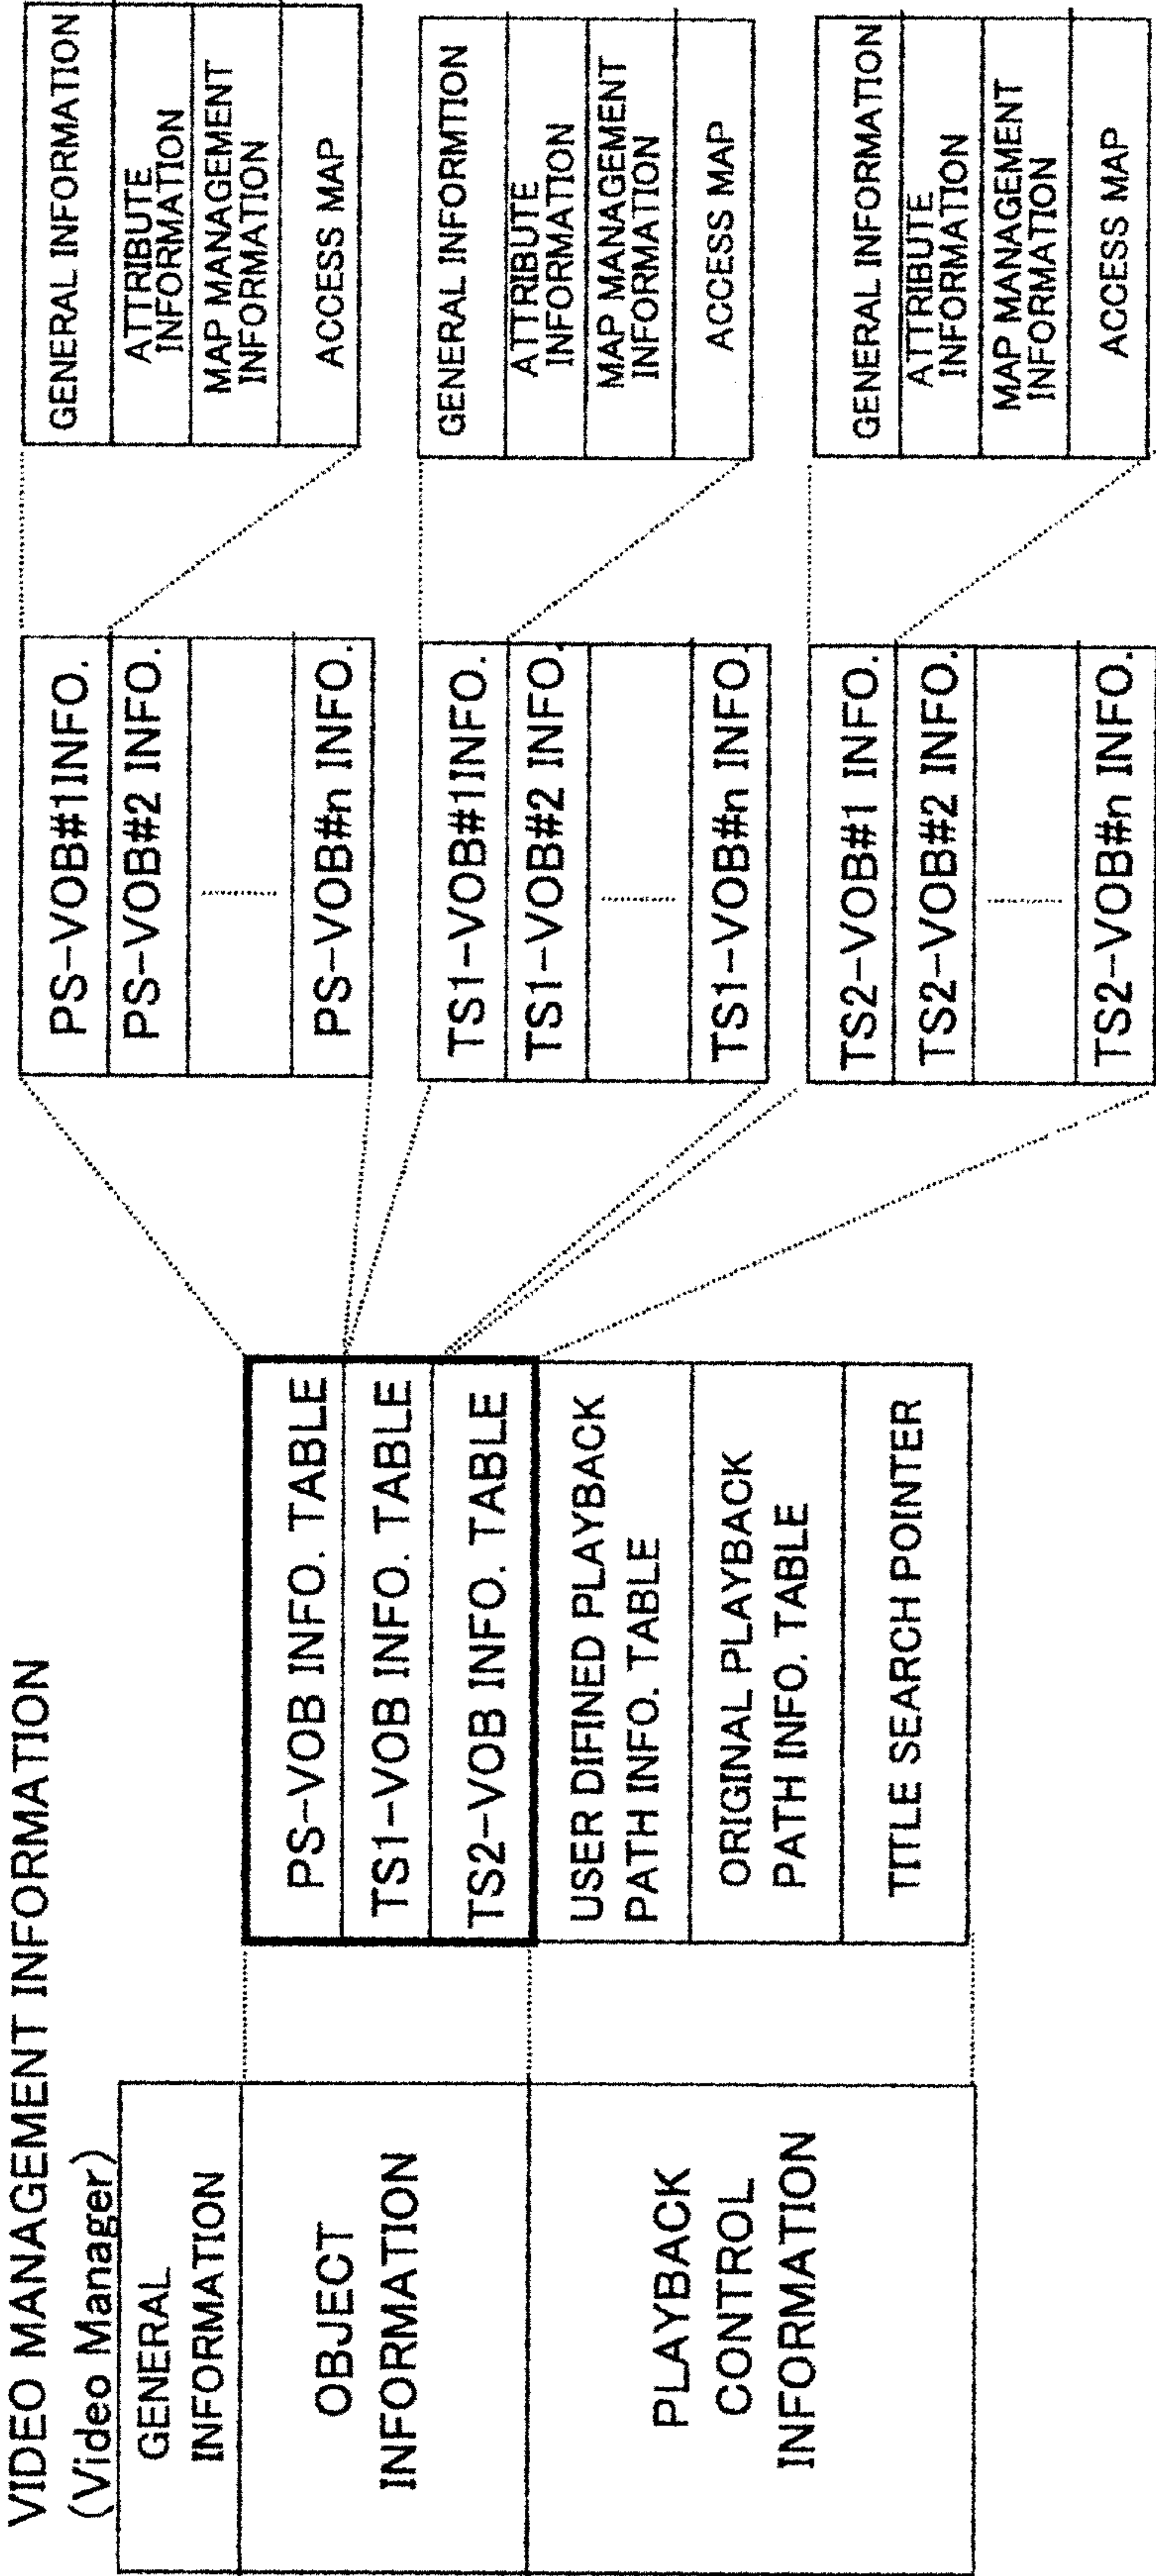 VIDEO MANAGEMENT INFORMATION
(Video Manager)
GENERAL
INFORMATION
OBJECT
INFORMATION
PLAYBACK
CONTROL
INFORMATION
PS-VOB INFO. TABLE
TS1-VOB INFO. TABLE
TS2-VOB INFO. TABLE
USER DIFINED PLAYBACK
PATH INFO. TABLE
ORIGINAL PLAYBACK
PATH INFO. TABLE
TITLE SEARCH POINTER
PS-VOB#1INFO.
PS-VOB#2 INFO.
PS-VOB#n INFO.
TS1-VOB#1INFO.
TS1-VOB#2 INFO.
TS1-VOB#n INFO.
TS2-VOB#1 INFO.
TS2-VOB#2 INFO.
TS2-VOB#n INFO.
GENERAL INFORMATION
ATTRIBUTE
INFORMATION
MAP MANAGEMENT
INFORMATION
ACCESS MAP
GENERAL INFORMTION
ATTRIBUTE
INFORMATION
MAP MANAGEMENT
INFORMATION
ACCESS MAP
GENERAL INFORMATION
ATTRIBUTE
INFORMATION
MAP MANAGEMENT
INFORMATION
ACCESS MAP